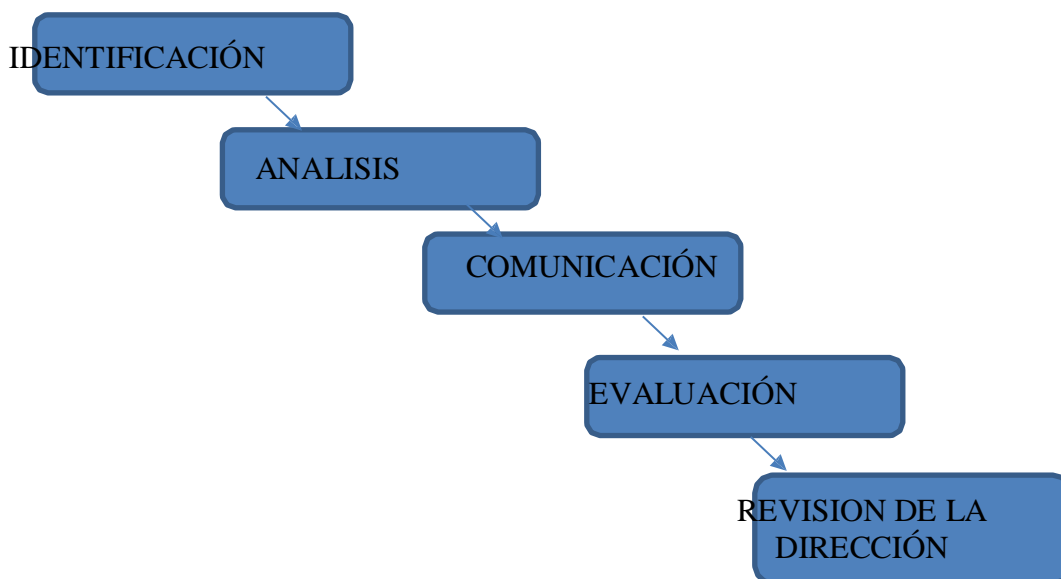 IDENTIFICACIÓN
ANALISIS
COMUNICACIÓN
EVALUACIÓN
REVISION DE LA
DIRECCIÓN